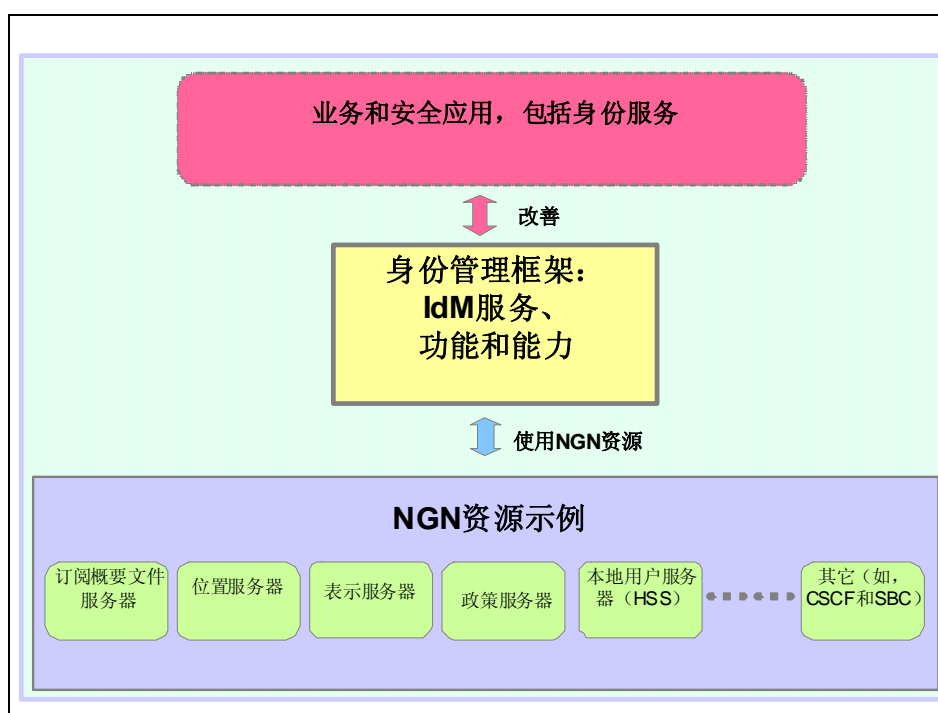 业务和安全应用，包括身份服务
改善
身份管理框架：
IdM服务、
功能和能力
使用NGN资源
NGN资源示例
订阅概要文件
服务器
位置服务器
表示服务器
政策服务器
本地用户服务
器（HSS）
其它（如，
CSCF和SBC）